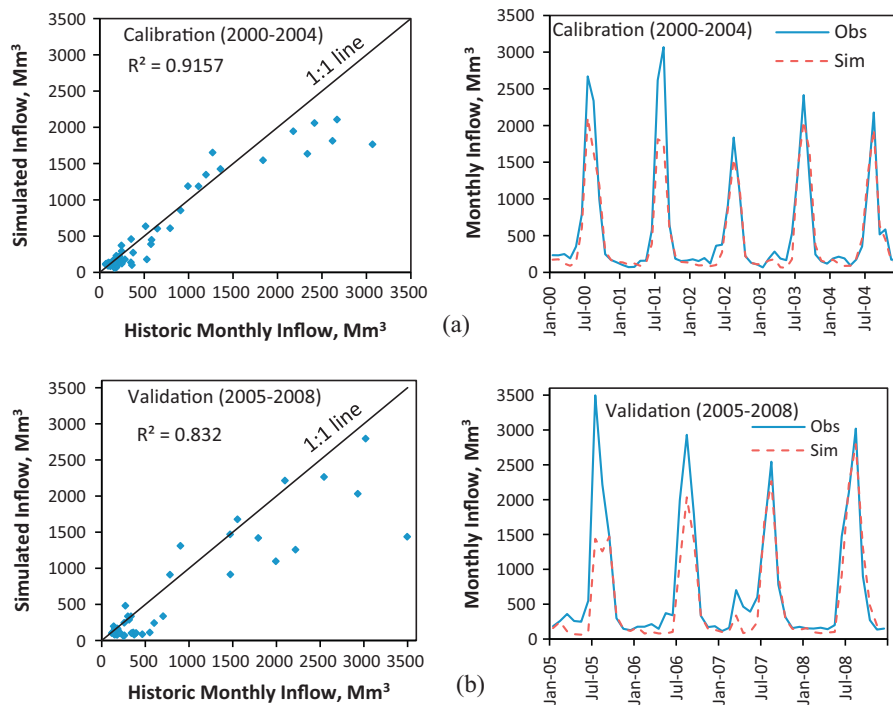 Calibration (2000-2004)
R² = 0.9157
1:1 line
Simulated Inflow, Mm³
3500
3000
2500
2000
1500
1000
500
0
0 500 1000 1500 2000 2500 3000 3500
Historic Monthly Inflow, Mm³
Calibration (2000-2004)
Obs
Sim
Monthly Inflow, Mm³
3500
3000
2500
2000
1500
1000
500
0
Jan-00 Jul-00 Jan-01 Jul-01 Jan-02 Jul-02 Jan-03 Jul-03 Jan-04 Jul-04
(a)
Validation (2005-2008)
R² = 0.832
1:1 line
Simulated Inflow, Mm³
3500
3000
2500
2000
1500
1000
500
0
0 500 1000 1500 2000 2500 3000 3500
Historic Monthly Inflow, Mm³
Validation (2005-2008)
Obs
Sim
Monthly Inflow, Mm³
3500
3000
2500
2000
1500
1000
500
0
Jan-05 Jul-05 Jan-06 Jul-06 Jan-07 Jul-07 Jan-08 Jul-08
(b)